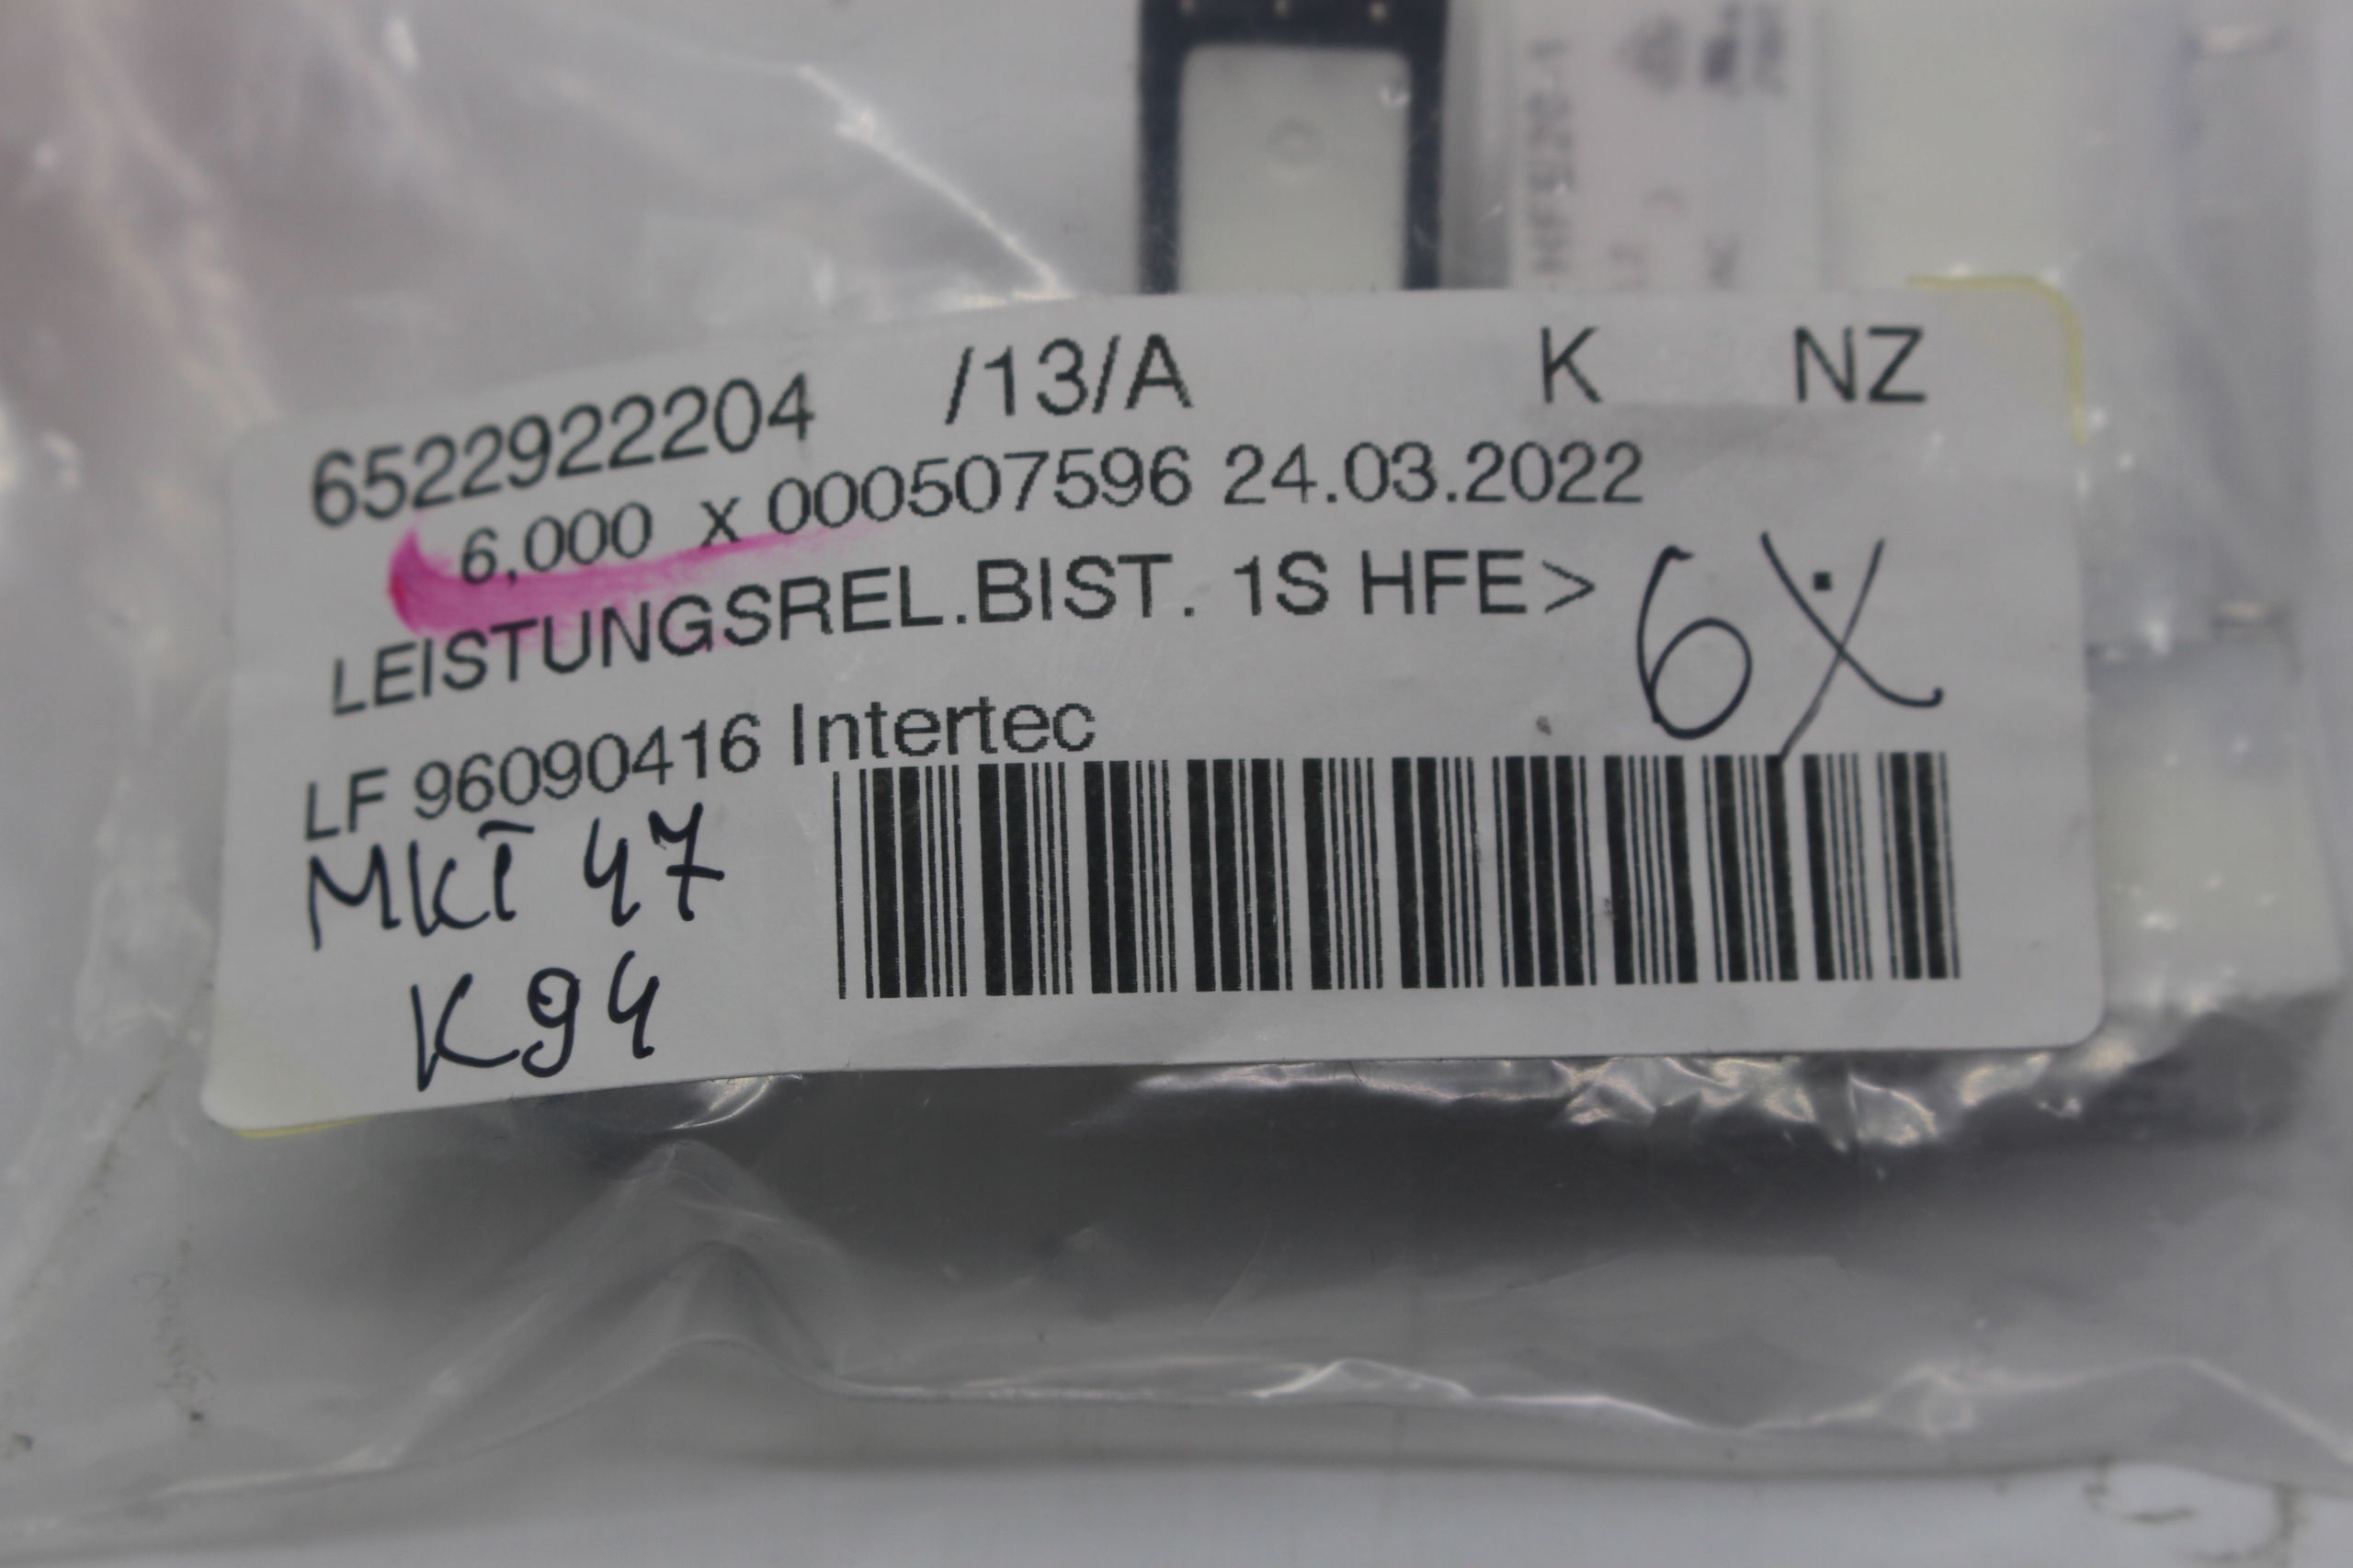 6522922204 /13/A K NZ
6,000 x 000507596 24.03.2022
LEISTUNGSREL.BIST. 1S HFE>
6X
LF 96090416 Intertec
MKT 47
K94